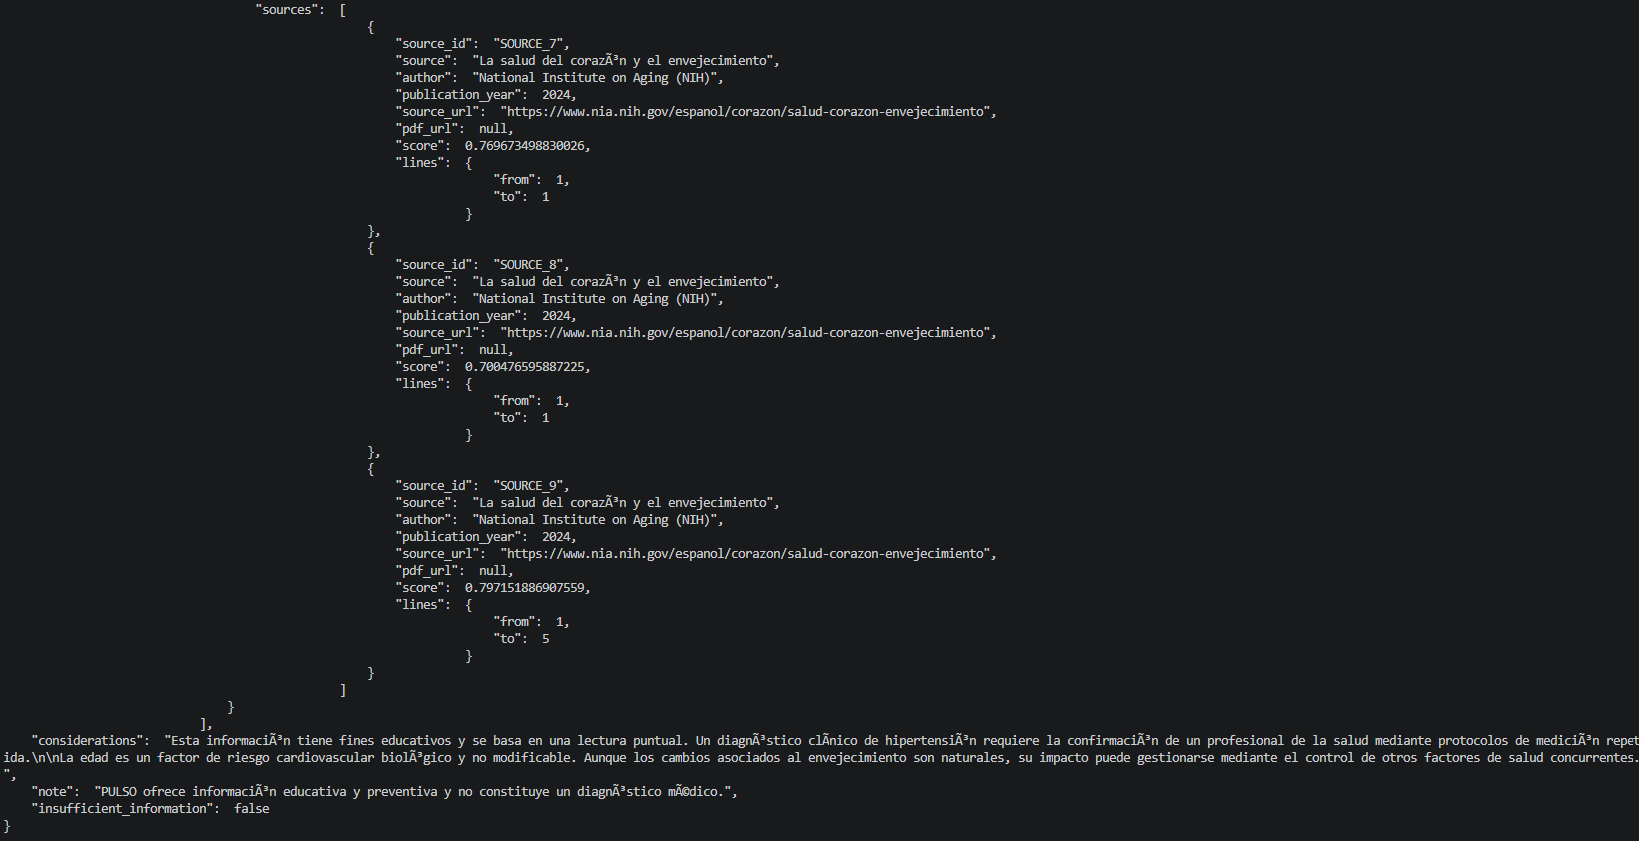 "sources":  [
{
"source_id":  "SOURCE_7",
"source":  "La salud del corazÃ³n y el envejecimiento",
"author":  "National Institute on Aging (NIH)",
"publication_year":  2024,
"source_url":  "https://www.nia.nih.gov/espanol/corazon/salud-corazon-envejecimiento",
"pdf_url":  null,
"score":  0.769673498830026,
"lines":  {
"from":  1,
"to":  1
}
},
{
"source_id":  "SOURCE_8",
"source":  "La salud del corazÃ³n y el envejecimiento",
"author":  "National Institute on Aging (NIH)",
"publication_year":  2024,
"source_url":  "https://www.nia.nih.gov/espanol/corazon/salud-corazon-envejecimiento",
"pdf_url":  null,
"score":  0.700476595887225,
"lines":  {
"from":  1,
"to":  1
}
},
{
"source_id":  "SOURCE_9",
"source":  "La salud del corazÃ³n y el envejecimiento",
"author":  "National Institute on Aging (NIH)",
"publication_year":  2024,
"source_url":  "https://www.nia.nih.gov/espanol/corazon/salud-corazon-envejecimiento",
"pdf_url":  null,
"score":  0.797151886907559,
"lines":  {
"from":  1,
"to":  5
}
}
]
}
],
"considerations":  "Esta informaciÃ³n tiene fines educativos y se basa en una lectura puntual. Un diagnÃ³stico clÃ­nico de hipertensiÃ³n requiere la confirmaciÃ³n de un profesional de la salud mediante protocolos de mediciÃ³n repet
ida.\n\nLa edad es un factor de riesgo cardiovascular biolÃ³gico y no modificable. Aunque los cambios asociados al envejecimiento son naturales, su impacto puede gestionarse mediante el control de otros factores de salud concurrentes.
",
"note":  "PULSO ofrece informaciÃ³n educativa y preventiva y no constituye un diagnÃ³stico mÃ©dico.",
"insufficient_information":  false
}